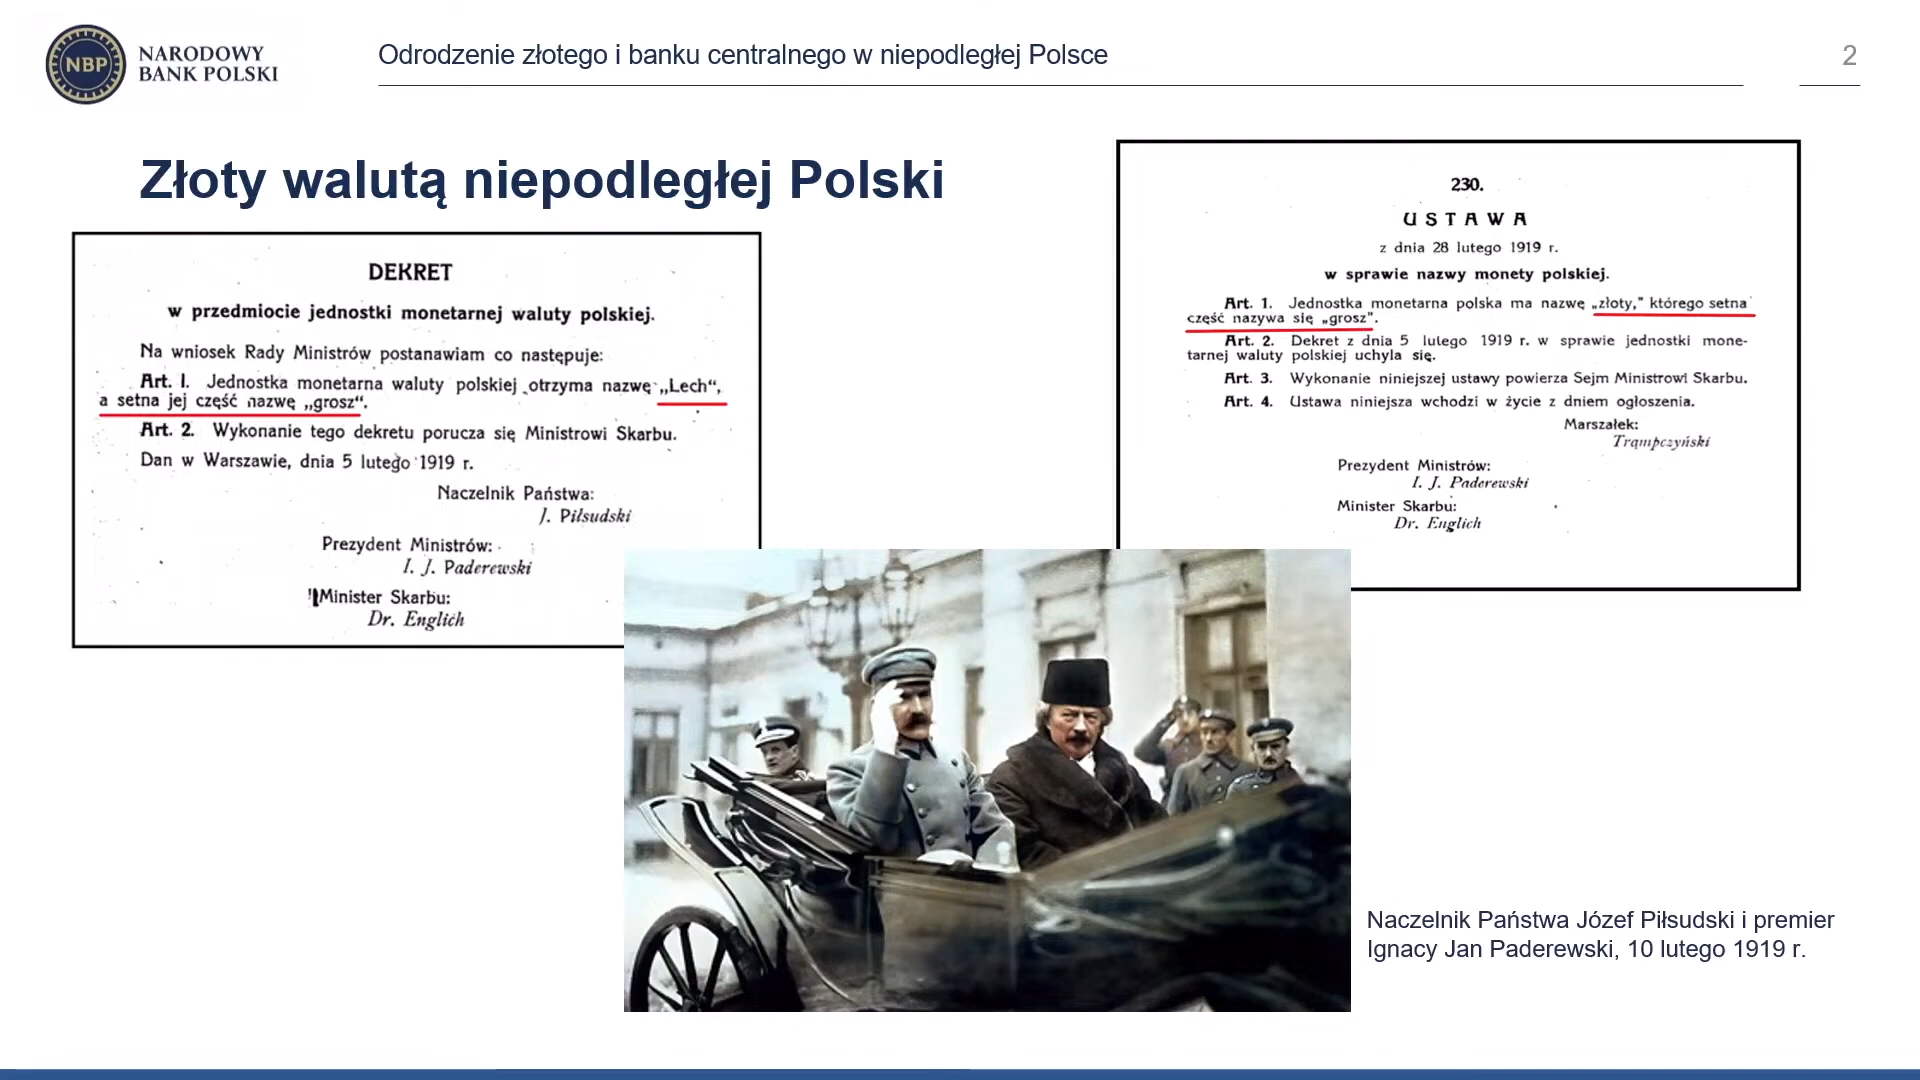 NBP
NARODOWY
BANK POLSKI
Odrodzenie złotego i banku centralnego w niepodległej Polsce
2
Złoty walutą niepodległej Polski
DEKRET
w przedmiocie jednostki monetarnej waluty polskiej.
Na wniosek Rady Ministrów postanawiam co następuje:
Art. 1. Jednostka monetarna waluty polskiej otrzyma nazwę „Lech“,
a setna jej część nazwę „grosz“.
Art. 2. Wykonanie tego dekretu porucza się Ministrowi Skarbu.
Dan w Warszawie, dnia 5 lutego 1919 r.
Naczelnik Państwa:
J. Piłsudski
Prezydent Ministrów:
I. J. Paderewski
Minister Skarbu:
Dr. Englich
230.
USTAWA
z dnia 28 lutego 1919 r.
w sprawie nazwy monety polskiej.
Art. 1. Jednostka monetarna polska ma nazwę „złoty,” którego setna
część nazywa się „grosz”.
Art. 2. Dekret z dnia 5 lutego 1919 r. w sprawie jednostki mone-
tarnej waluty polskiej uchyla się.
Art. 3. Wykonanie niniejszej ustawy powierza Sejm Ministrowi Skarbu.
Art. 4. Ustawa niniejsza wchodzi w życie z dniem ogłoszenia.
Marszałek:
Trąmpczyński
Prezydent Ministrów:
I. J. Paderewski
Minister Skarbu:
Dr. Englich
Naczelnik Państwa Józef Piłsudski i premier
Ignacy Jan Paderewski, 10 lutego 1919 r.